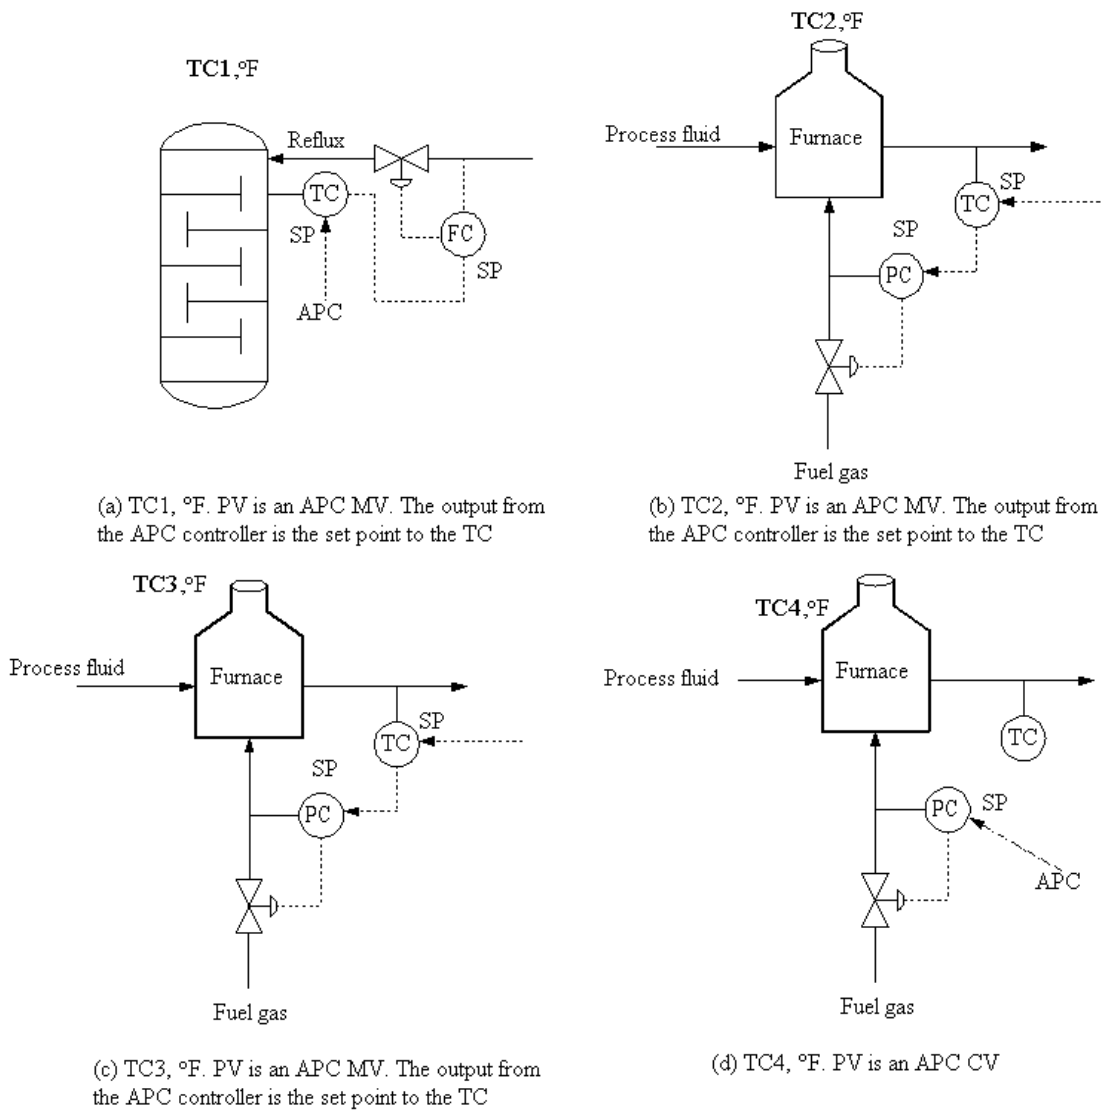 TC1,°F
Reflux
TC
SP
FC
SP
APC
(a) TC1, °F. PV is an APC MV. The output from
the APC controller is the set point to the TC
TC2,°F
Process fluid
Furnace
SP
TC
SP
PC
Fuel gas
(b) TC2, °F. PV is an APC MV. The output from
the APC controller is the set point to the TC
TC3,°F
Process fluid
Furnace
SP
TC
SP
PC
Fuel gas
(c) TC3, °F. PV is an APC MV. The output from
the APC controller is the set point to the TC
TC4,°F
Process fluid
Furnace
TC
PC
SP
APC
Fuel gas
(d) TC4, °F. PV is an APC CV